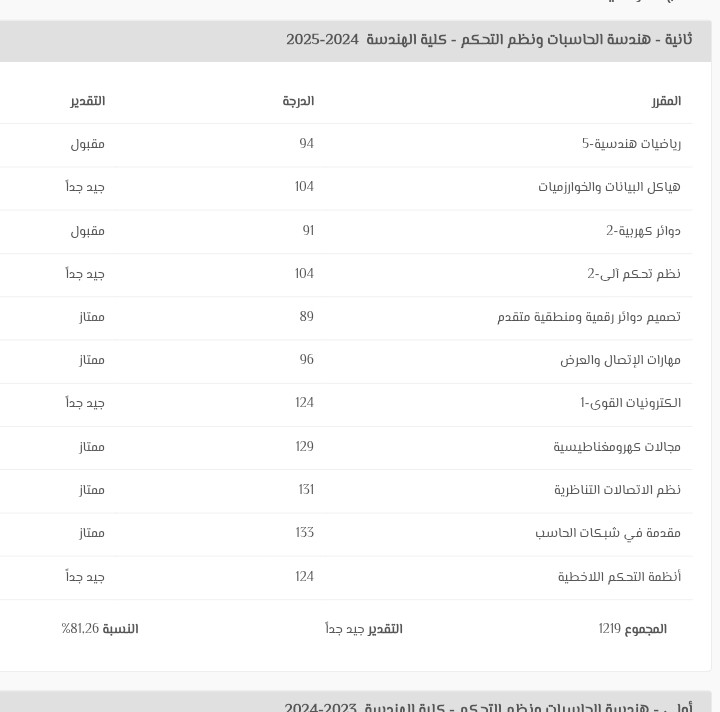 ثانية - هندسة الحاسبات ونظم التحكم - كلية الهندسة 2024-2025
المقرر الدرجة التقدير
رياضيات هندسية-5 94 مقبول
هياكل البيانات والخوارزميات 104 جيد جداً
دوائر كهربية-2 91 مقبول
نظم تحكم آلى-2 104 جيد جداً
تصميم دوائر رقمية ومنطقية متقدم 89 ممتاز
مهارات الإتصال والعرض 96 ممتاز
الكترونيات القوى-1 124 جيد جداً
مجالات كهرومغناطيسية 129 ممتاز
نظم الاتصالات التناظرية 131 ممتاز
مقدمة في شبكات الحاسب 133 ممتاز
أنظمة التحكم اللاخطية 124 جيد جداً
المجموع 1219 التقدير جيد جداً النسبة 81.26%
أولى - هندسة الحاسبات ونظم التحكم - كلية الهندسة 2023-2024